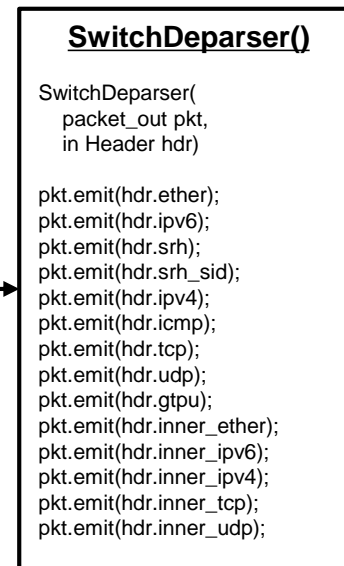 SwitchDeparser()
SwitchDeparser(
packet_out pkt,
in Header hdr)
pkt.emit(hdr.ether);
pkt.emit(hdr.ipv6);
pkt.emit(hdr.srh);
pkt.emit(hdr.srh_sid);
pkt.emit(hdr.ipv4);
pkt.emit(hdr.icmp);
pkt.emit(hdr.tcp);
pkt.emit(hdr.udp);
pkt.emit(hdr.gtpu);
pkt.emit(hdr.inner_ether);
pkt.emit(hdr.inner_ipv6);
pkt.emit(hdr.inner_ipv4);
pkt.emit(hdr.inner_tcp);
pkt.emit(hdr.inner_udp);